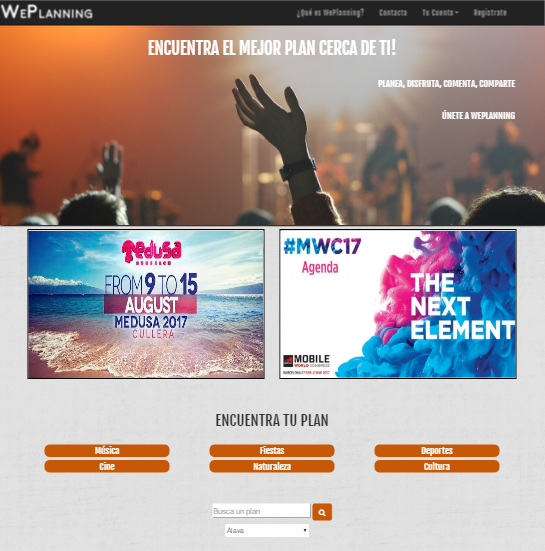 WePlanning
¿Qué es WePlanning? Contacta Tu Cuenta Regístrate
ENCUENTRA EL MEJOR PLAN CERCA DE TI!
PLANEA, DISFRUTA, COMENTA, COMPARTE
ÚNETE A WEPLANNING
medusa
FROM 9 TO 15
AUGUST
MEDUSA 2017
CULLERA
#MWC17
Agenda
THE
NEXT
ELEMENT
MOBILE
WORLD CONGRESS
ENCUENTRA TU PLAN
Música Fiestas Deportes
Cine Naturaleza Cultura
Busca un plan
Alava